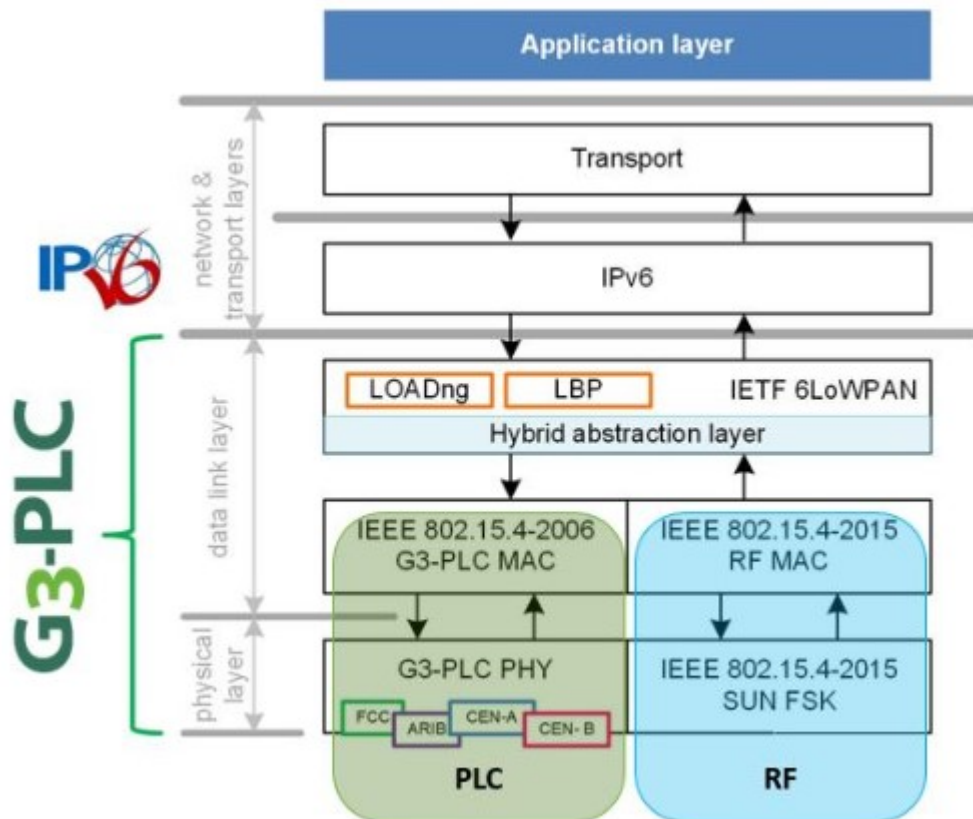 Application layer
Transport
network &
transport layers
IPv6
IPv6
LOADng
LBP
IETF 6LoWPAN
Hybrid abstraction layer
G3-PLC
data link layer
IEEE 802.15.4-2006
G3-PLC MAC
IEEE 802.15.4-2015
RF MAC
physical
layer
G3-PLC PHY
FCC
ARIB
CEN-A
CEN- B
IEEE 802.15.4-2015
SUN FSK
PLC
RF